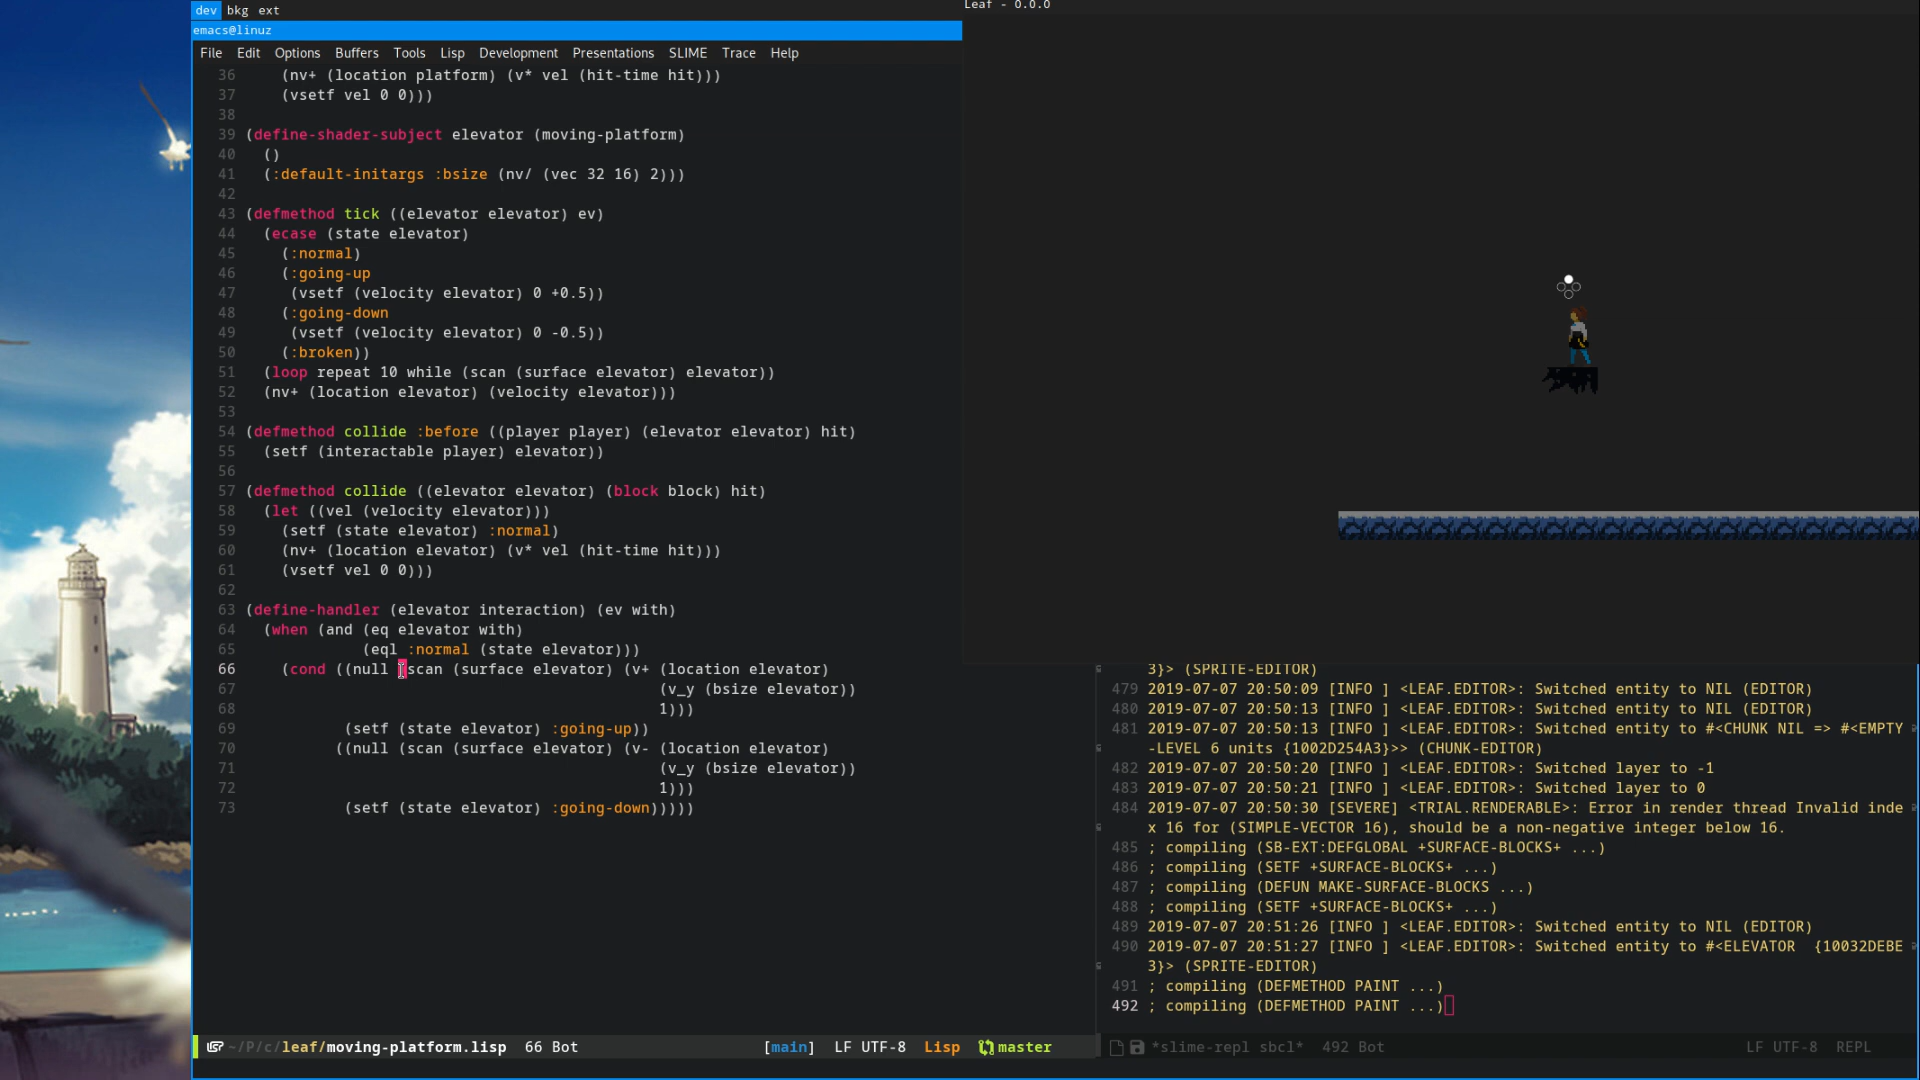 dev bkg ext
Leaf - 0.0.0
emacs@linuz
File Edit Options Buffers Tools Lisp Development Presentations SLIME Trace Help
36 (nv+ (location platform) (v* vel (hit-time hit)))
37 (vsetf vel 0 0)))
38
39 (define-shader-subject elevator (moving-platform)
40 ()
41 (:default-initargs :bsize (nv/ (vec 32 16) 2)))
42
43 (defmethod tick ((elevator elevator) ev)
44 (ecase (state elevator)
45 (:normal)
46 (:going-up
47 (vsetf (velocity elevator) 0 +0.5))
48 (:going-down
49 (vsetf (velocity elevator) 0 -0.5))
50 (:broken))
51 (loop repeat 10 while (scan (surface elevator) elevator))
52 (nv+ (location elevator) (velocity elevator)))
53
54 (defmethod collide :before ((player player) (elevator elevator) hit)
55 (setf (interactable player) elevator))
56
57 (defmethod collide ((elevator elevator) (block block) hit)
58 (let ((vel (velocity elevator)))
59 (setf (state elevator) :normal)
60 (nv+ (location elevator) (v* vel (hit-time hit)))
61 (vsetf vel 0 0)))
62
63 (define-handler (elevator interaction) (ev with)
64 (when (and (eq elevator with)
65 (eql :normal (state elevator)))
66 (cond ((null (scan (surface elevator) (v+ (location elevator)
67 (v_y (bsize elevator))
68 1)))
69 (setf (state elevator) :going-up))
70 ((null (scan (surface elevator) (v- (location elevator)
71 (v_y (bsize elevator))
72 1)))
73 (setf (state elevator) :going-down)))))
~/P/c/leaf/moving-platform.lisp 66 Bot [main] LF UTF-8 Lisp master
3}> (SPRITE-EDITOR)
479 2019-07-07 20:50:09 [INFO ] <LEAF.EDITOR>: Switched entity to NIL (EDITOR)
480 2019-07-07 20:50:13 [INFO ] <LEAF.EDITOR>: Switched entity to NIL (EDITOR)
481 2019-07-07 20:50:13 [INFO ] <LEAF.EDITOR>: Switched entity to #<CHUNK NIL => #<EMPTY
-LEVEL 6 units {1002D254A3}>> (CHUNK-EDITOR)
482 2019-07-07 20:50:20 [INFO ] <LEAF.EDITOR>: Switched layer to -1
483 2019-07-07 20:50:21 [INFO ] <LEAF.EDITOR>: Switched layer to 0
484 2019-07-07 20:50:30 [SEVERE] <TRIAL.RENDERABLE>: Error in render thread Invalid inde
x 16 for (SIMPLE-VECTOR 16), should be a non-negative integer below 16.
485 ; compiling (SB-EXT:DEFGLOBAL +SURFACE-BLOCKS+ ...)
486 ; compiling (SETF +SURFACE-BLOCKS+ ...)
487 ; compiling (DEFUN MAKE-SURFACE-BLOCKS ...)
488 ; compiling (SETF +SURFACE-BLOCKS+ ...)
489 2019-07-07 20:51:26 [INFO ] <LEAF.EDITOR>: Switched entity to NIL (EDITOR)
490 2019-07-07 20:51:27 [INFO ] <LEAF.EDITOR>: Switched entity to #<ELEVATOR  {10032DEBE
3}> (SPRITE-EDITOR)
491 ; compiling (DEFMETHOD PAINT ...)
492 ; compiling (DEFMETHOD PAINT ...)
*slime-repl sbcl* 492 Bot LF UTF-8 REPL